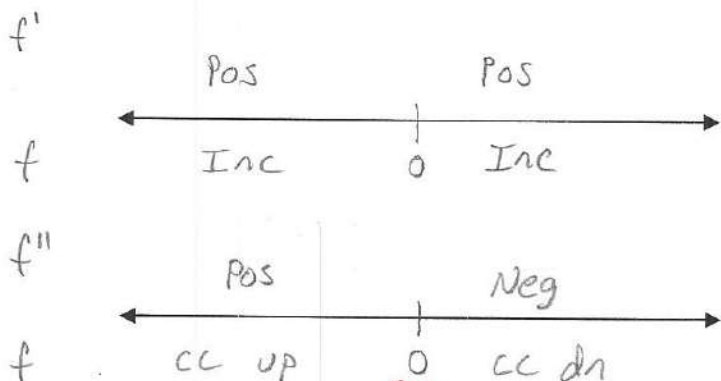 f'
Pos Pos
f Inc 0 Inc
f"
Pos Neg
f cc up 0 cc dn